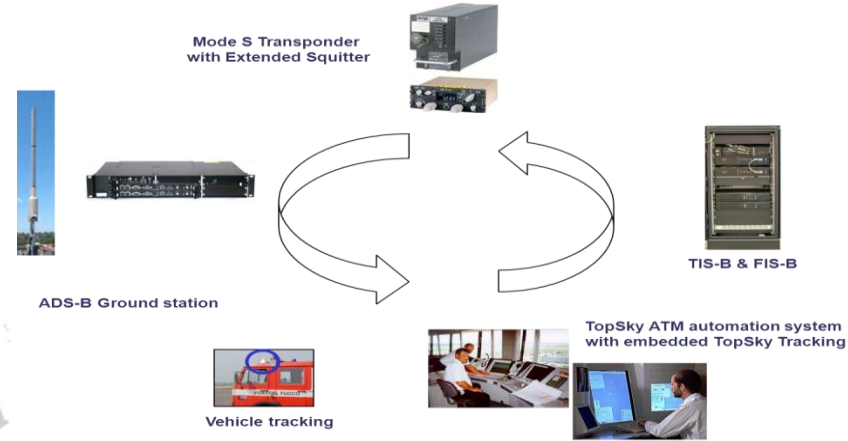 Mode S Transponder
with Extended Squitter
TIS-B & FIS-B
ADS-B Ground station
TopSky ATM automation system
with embedded TopSky Tracking
Vehicle tracking